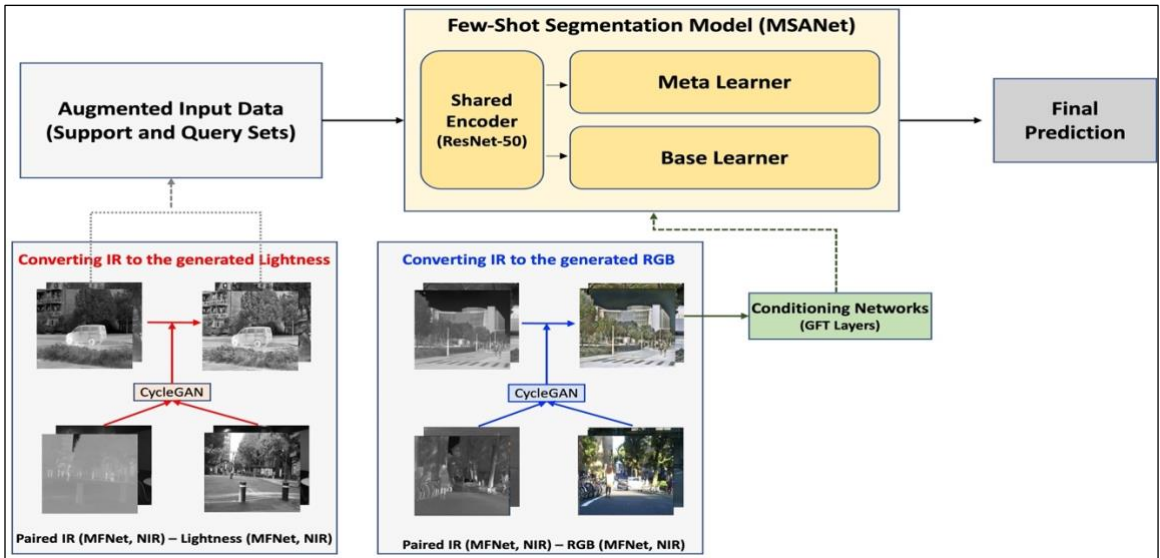 Few-Shot Segmentation Model (MSANet)
Augmented Input Data
(Support and Query Sets)
Shared
Encoder
(ResNet-50)
Meta Learner
Base Learner
Final
Prediction
Converting IR to the generated Lightness
CycleGAN
Paired IR (MFNet, NIR) – Lightness (MFNet, NIR)
Converting IR to the generated RGB
CycleGAN
Paired IR (MFNet, NIR) – RGB (MFNet, NIR)
Conditioning Networks
(GFT Layers)